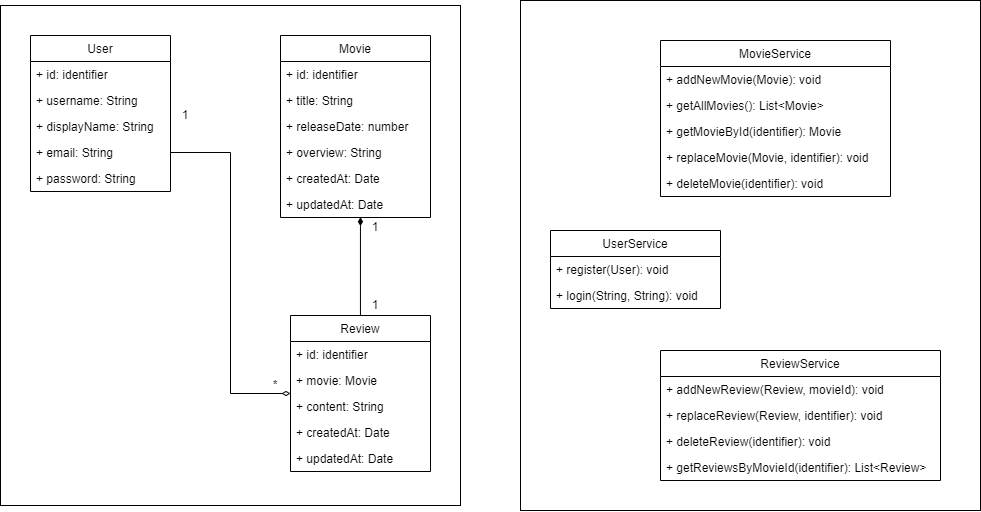 User
+ id: identifier
+ username: String
+ displayName: String
+ email: String
+ password: String
1
Movie
+ id: identifier
+ title: String
+ releaseDate: number
+ overview: String
+ createdAt: Date
+ updatedAt: Date
1
1
*
Review
+ id: identifier
+ movie: Movie
+ content: String
+ createdAt: Date
+ updatedAt: Date
MovieService
+ addNewMovie(Movie): void
+ getAllMovies(): List<Movie>
+ getMovieById(identifier): Movie
+ replaceMovie(Movie, identifier): void
+ deleteMovie(identifier): void
UserService
+ register(User): void
+ login(String, String): void
ReviewService
+ addNewReview(Review, movieId): void
+ replaceReview(Review, identifier): void
+ deleteReview(identifier): void
+ getReviewsByMovieId(identifier): List<Review>